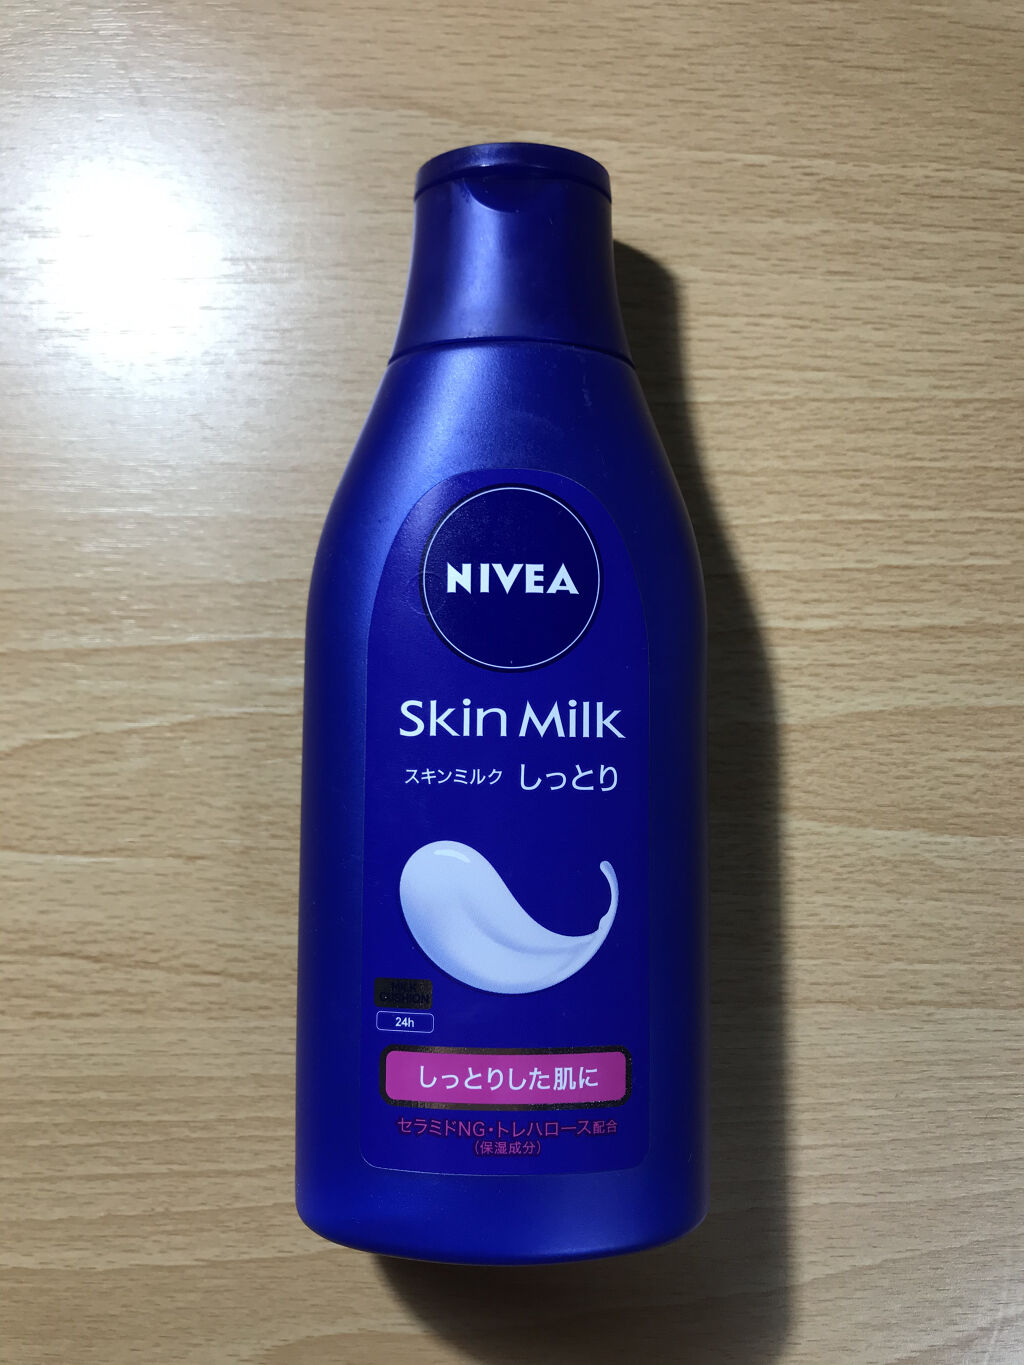 NIVEA
Skin Milk
スキンミルク しっとり
MILK
CUSHION
24h
しっとりした肌に
セラミドNG・トレハロース配合
(保湿成分)